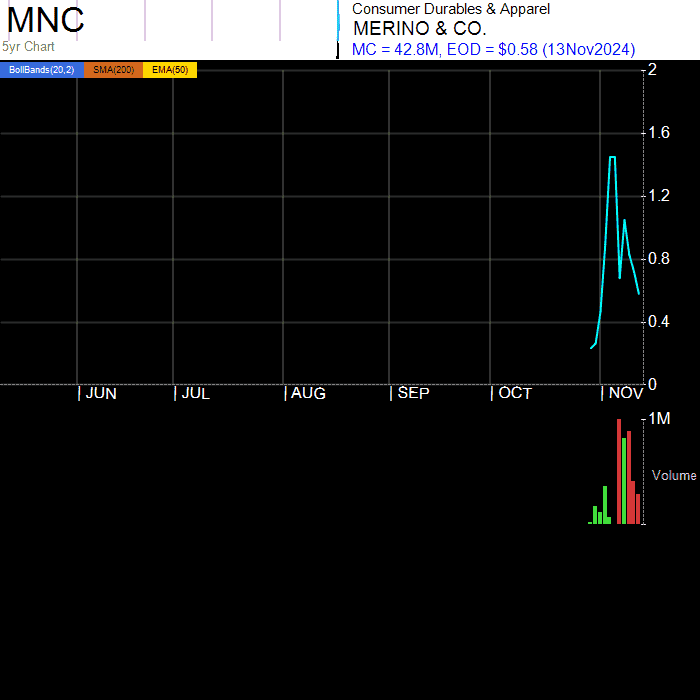 MNC
5yr Chart
Consumer Durables & Apparel
MERINO & CO.
MC = 42.8M, EOD = $0.58 (13Nov2024)
BollBands(20,2) SMA(200) EMA(50)
2
1.6
1.2
0.8
0.4
0
| JUN | JUL | AUG | SEP | OCT | NOV
1M
Volume